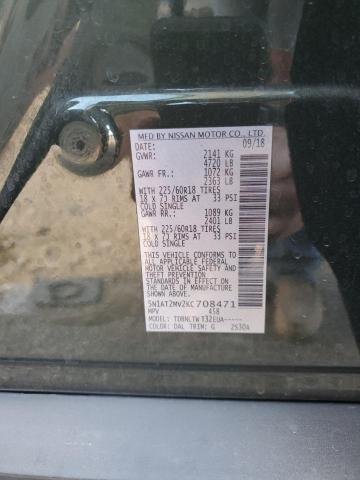 MFD BY NISSAN MOTOR CO., LTD
DATE: 09/18
GVWR: 2141 KG
4720 LB
GAWR FR.: 1072 KG
2363 LB
WITH 225/60R18 TIRES
18 x 7J RIMS AT 33 PSI
COLD SINGLE
GAWR RR.: 1089 KG
2401 LB
WITH 225/60R18 TIRES
18 x 7J RIMS AT 33 PSI
COLD SINGLE
THIS VEHICLE CONFORMS TO ALL
APPLICABLE FEDERAL MOTOR
VEHICLE SAFETY, BUMPER,
AND THEFT PREVENTION
STANDARDS IN EFFECT ON THE
DATE OF MANUFACTURE
SHOWN ABOVE.
5N1AT2MV2KC708471
MPV 458
MODEL: T0BNLTW T32EUA-----
COLOR: DAL TRIM: G 2530A